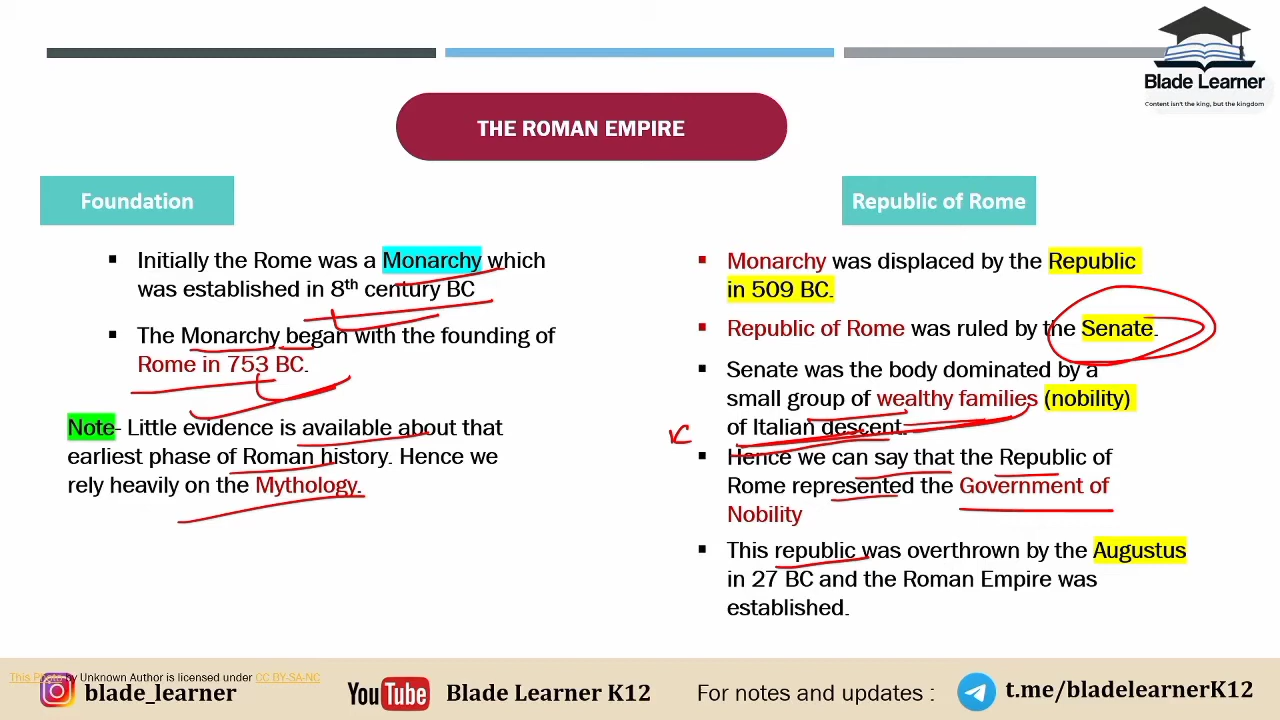 Blade Learner
Content isn't the king, but the kingdom
THE ROMAN EMPIRE
Foundation
▪ Initially the Rome was a Monarchy which
was established in 8th century BC
▪ The Monarchy began with the founding of
Rome in 753 BC.
Note- Little evidence is available about that
earliest phase of Roman history. Hence we
rely heavily on the Mythology.
Republic of Rome
▪ Monarchy was displaced by the Republic
in 509 BC.
▪ Republic of Rome was ruled by the Senate.
▪ Senate was the body dominated by a
small group of wealthy families (nobility)
of Italian descent.
▪ Hence we can say that the Republic of
Rome represented the Government of
Nobility
▪ This republic was overthrown by the Augustus
in 27 BC and the Roman Empire was
established.
This Photo by Unknown Author is licensed under CC BY-SA-NC
blade_learner
YouTube Blade Learner K12
For notes and updates :
t.me/bladelearnerK12